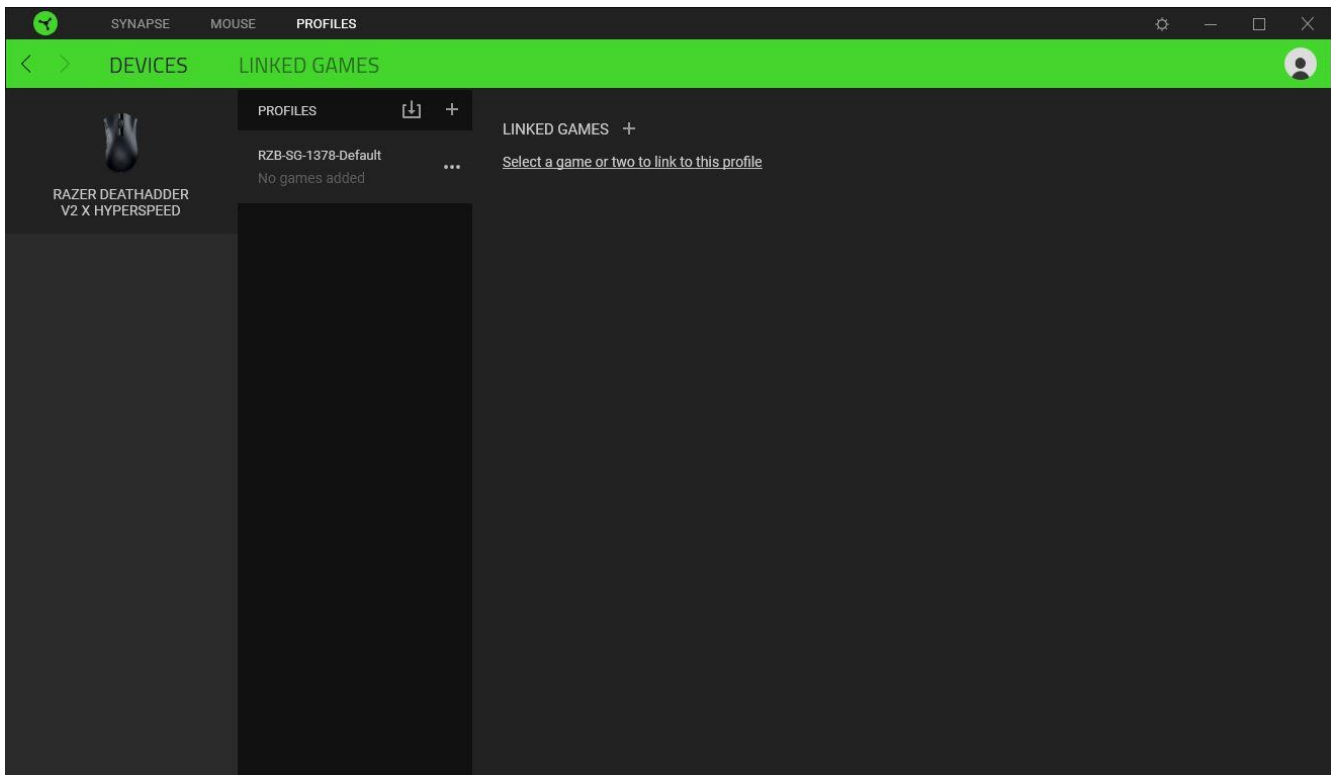 SYNAPSE MOUSE PROFILES
DEVICES LINKED GAMES
RAZER DEATHADDER
V2 X HYPERSPEED
PROFILES
RZB-SG-1378-Default
No games added
LINKED GAMES
Select a game or two to link to this profile